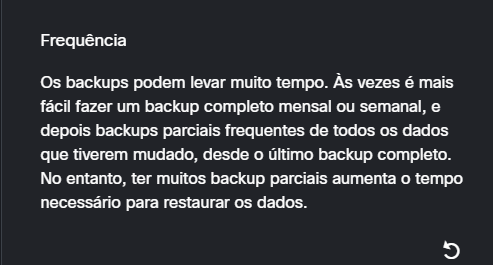 Frequência
Os backups podem levar muito tempo. Às vezes é mais
fácil fazer um backup completo mensal ou semanal, e
depois backups parciais frequentes de todos os dados
que tiverem mudado, desde o último backup completo.
No entanto, ter muitos backup parciais aumenta o tempo
necessário para restaurar os dados.